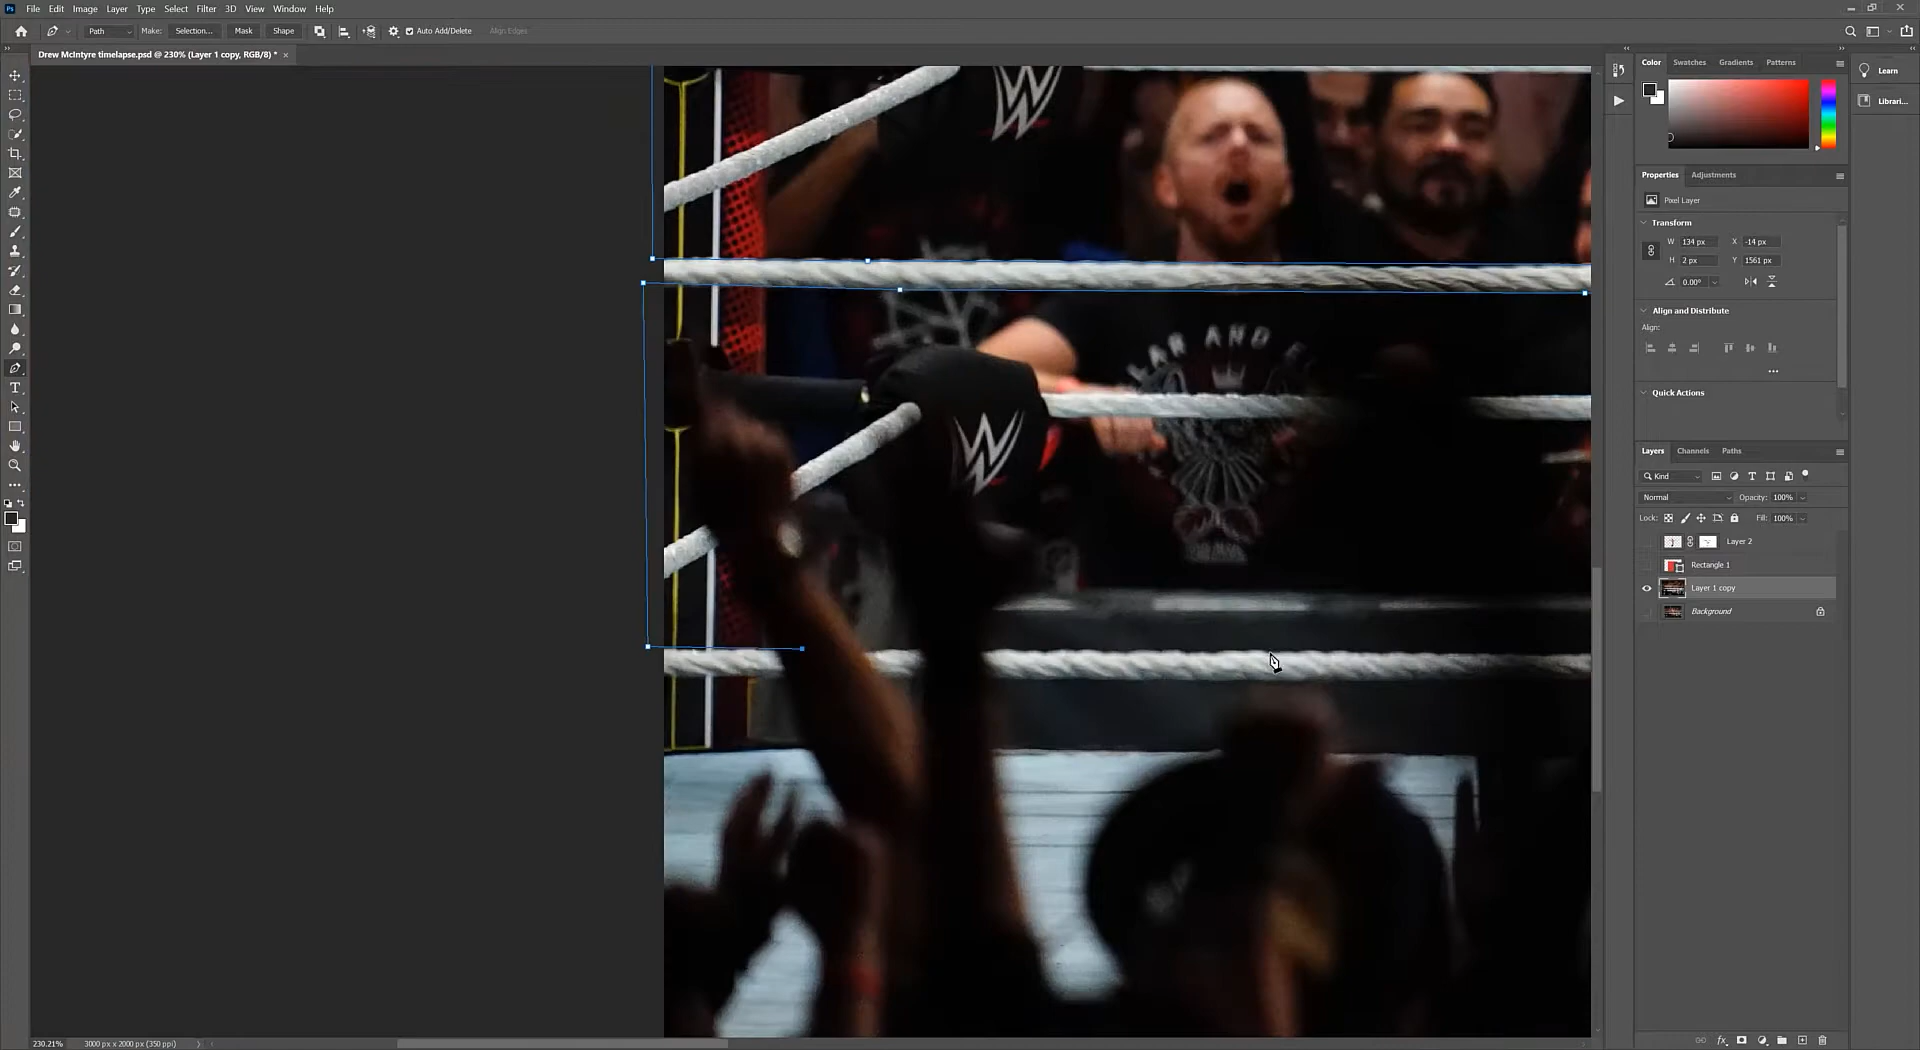 File Edit Image Layer Type Select Filter 3D View Window Help
Path Make: Selection... Mask Shape Auto Add/Delete Align Edges
Drew McIntyre timelapse.psd @ 230% (Layer 1 copy, RGB/8) *
Color Swatches Gradients Patterns
Learn
Librari...
Properties Adjustments
Pixel Layer
Transform
W 134 px X -14 px
H 2 px Y 1561 px
0.00°
Align and Distribute
Align:
Quick Actions
Layers Channels Paths
Kind
Normal Opacity: 100%
Lock: Fill: 100%
Layer 2
Rectangle 1
Layer 1 copy
Background
W
LAR AND E
W
230.21% 3000 px x 2000 px (350 ppi)